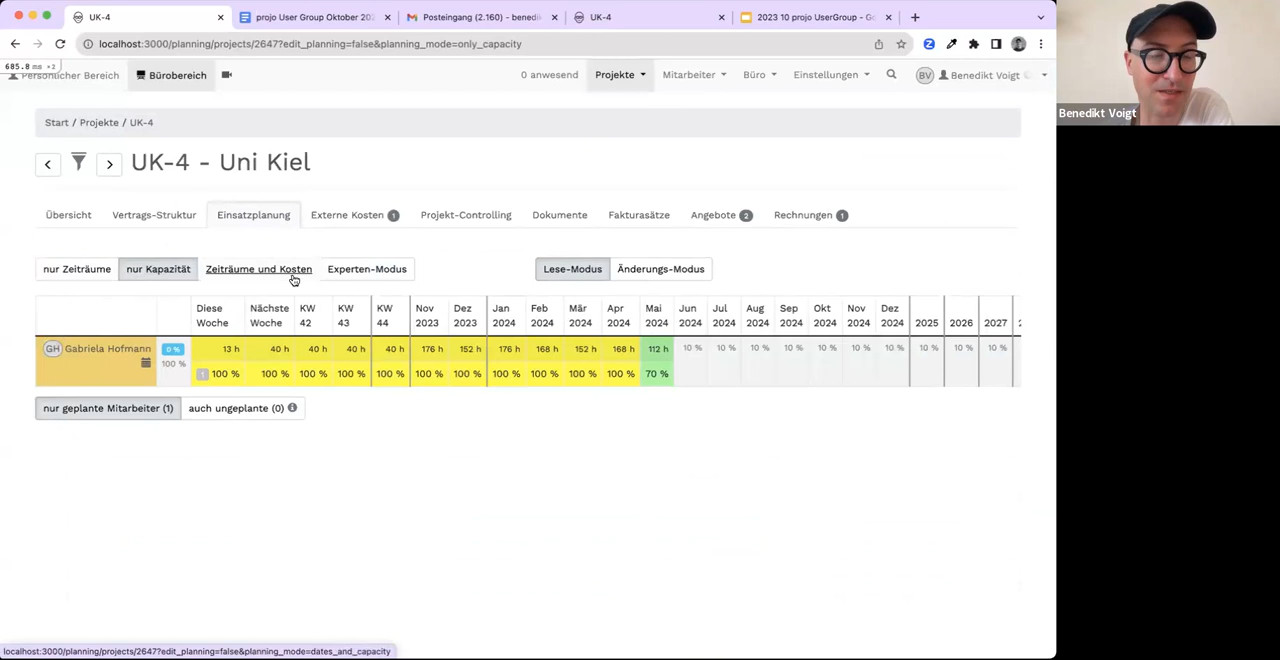 UK-4
projo User Group Oktober 202
Posteingang (2.160) - benedi
UK-4
2023 10 projo UserGroup - Go
localhost:3000/planning/projects/2647?edit_planning=false&planning_mode=only_capacity
685.8 ms ×2
Persönlicher Bereich
Bürobereich
0 anwesend
Projekte
Mitarbeiter
Büro
Einstellungen
BV Benedikt Voigt
Benedikt Voigt
Start / Projekte / UK-4
UK-4 - Uni Kiel
Übersicht Vertrags-Struktur Einsatzplanung Externe Kosten 1 Projekt-Controlling Dokumente Fakturasätze Angebote 2 Rechnungen 1
nur Zeiträume nur Kapazität Zeiträume und Kosten Experten-Modus Lese-Modus Änderungs-Modus
Diese Nächste KW KW KW Nov Dez Jan Feb Mär Apr Mai Jun Jul Aug Sep Okt Nov Dez
Woche Woche 42 43 44 2023 2023 2024 2024 2024 2024 2024 2024 2024 2024 2024 2024 2024 2024 2025 2026 2027 2
GH Gabriela Hofmann 0 % 13 h 40 h 40 h 40 h 40 h 176 h 152 h 176 h 168 h 152 h 168 h 112 h 10 % 10 % 10 % 10 % 10 % 10 % 10 % 10 % 10 % 10 %
100 % 100 % 100 % 100 % 100 % 100 % 100 % 100 % 100 % 100 % 100 % 100 % 70 %
nur geplante Mitarbeiter (1) auch ungeplante (0)
localhost:3000/planning/projects/2647?edit_planning=false&planning_mode=dates_and_capacity